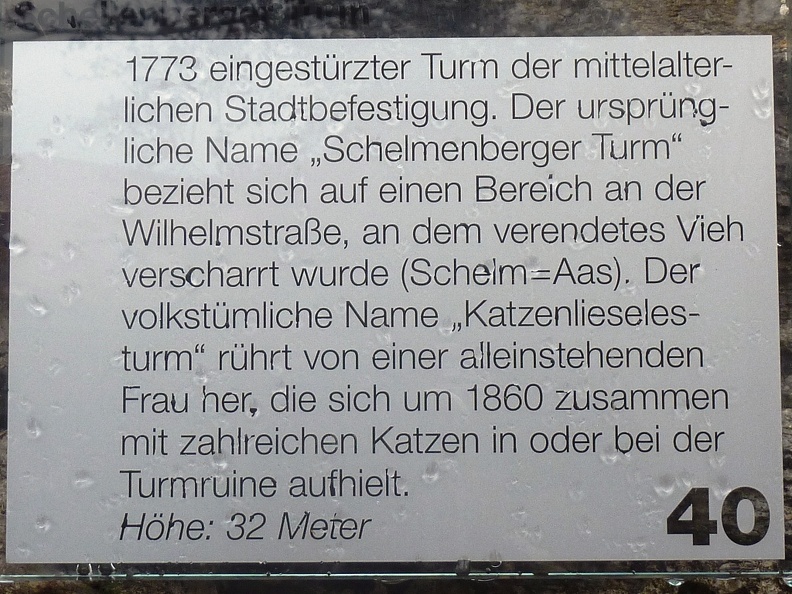 Schellenbergerturm
1773 eingestürzter Turm der mittelalter-
lichen Stadtbefestigung. Der ursprüng-
liche Name „Schelmenberger Turm“
bezieht sich auf einen Bereich an der
Wilhelmstraße, an dem verendetes Vieh
verscharrt wurde (Schelm=Aas). Der
volkstümliche Name „Katzenlieseles-
turm“ rührt von einer alleinstehenden
Frau her, die sich um 1860 zusammen
mit zahlreichen Katzen in oder bei der
Turmruine aufhielt.
Höhe: 32 Meter
40